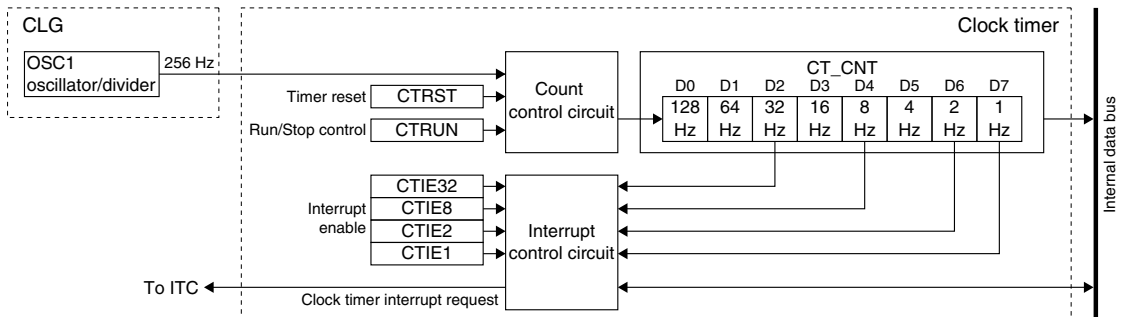 CLG
Clock timer
OSC1
oscillator/divider
256 Hz
Timer reset
CTRST
Run/Stop control
CTRUN
Count
control circuit
CT_CNT
D0 D1 D2 D3 D4 D5 D6 D7
128 64 32 16 8 4 2 1
Hz Hz Hz Hz Hz Hz Hz Hz
Internal data bus
Interrupt
enable
CTIE32
CTIE8
CTIE2
CTIE1
Interrupt
control circuit
To ITC
Clock timer interrupt request